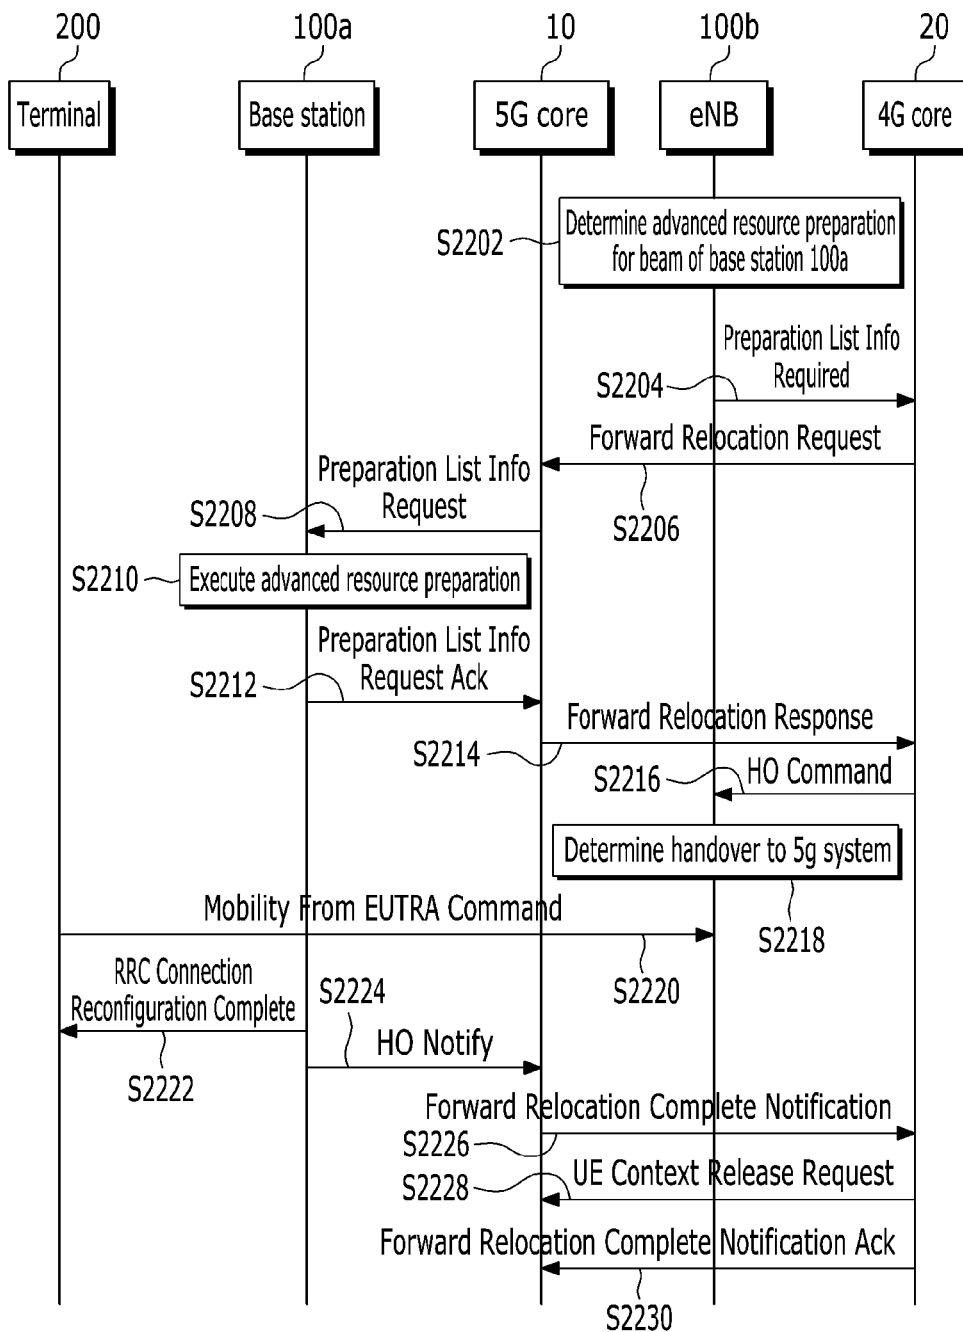 200
100a
10
100b
20
Terminal
Base station
5G core
eNB
4G core
S2202
Determine advanced resource preparation
for beam of base station 100a
Preparation List Info
Required
S2204
Forward Relocation Request
S2206
Preparation List Info
Request
S2208
S2210
Execute advanced resource preparation
Preparation List Info
Request Ack
S2212
Forward Relocation Response
S2214
HO Command
S2216
Determine handover to 5g system
S2218
Mobility From EUTRA Command
S2220
RRC Connection
Reconfiguration Complete
S2222
S2224
HO Notify
Forward Relocation Complete Notification
S2226
UE Context Release Request
S2228
Forward Relocation Complete Notification Ack
S2230